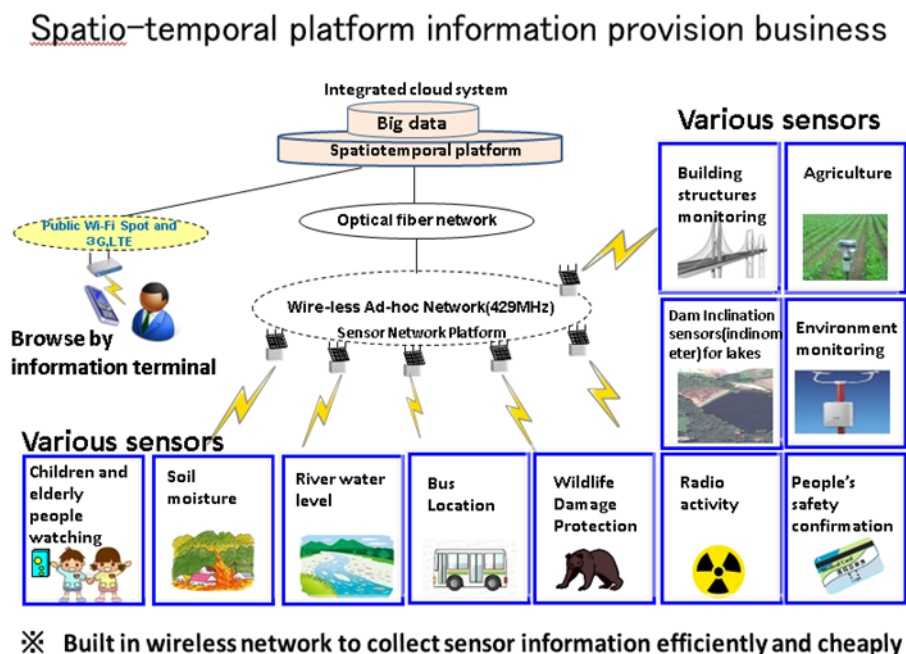 Spatio-temporal platform information provision business
Integrated cloud system
Big data
Spatiotemporal platform
Various sensors
Building
structures
monitoring
Agriculture
Public Wi-Fi Spot and
3G,LTE
Optical fiber network
Wire-less Ad-hoc Network(429MHz)
Sensor Network Platform
Browse by
information terminal
Dam Inclination
sensors(inclinom
eter)for lakes
Environment
monitoring
Various sensors
Children and
elderly
people
watching
Soil
moisture
River water
level
Bus
Location
Wildlife
Damage
Protection
Radio
activity
People's
safety
confirmation
※ Built in wireless network to collect sensor information efficiently and cheaply